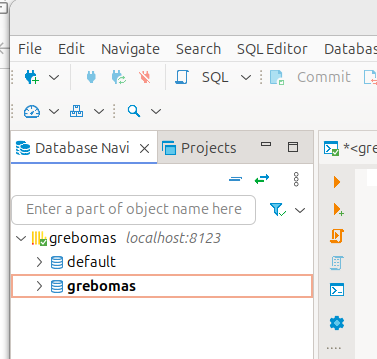 File Edit Navigate Search SQL Editor Databas
SQL Commit
Database Navi Projects
*<gre
Enter a part of object name here
grebomas localhost:8123
default
grebomas